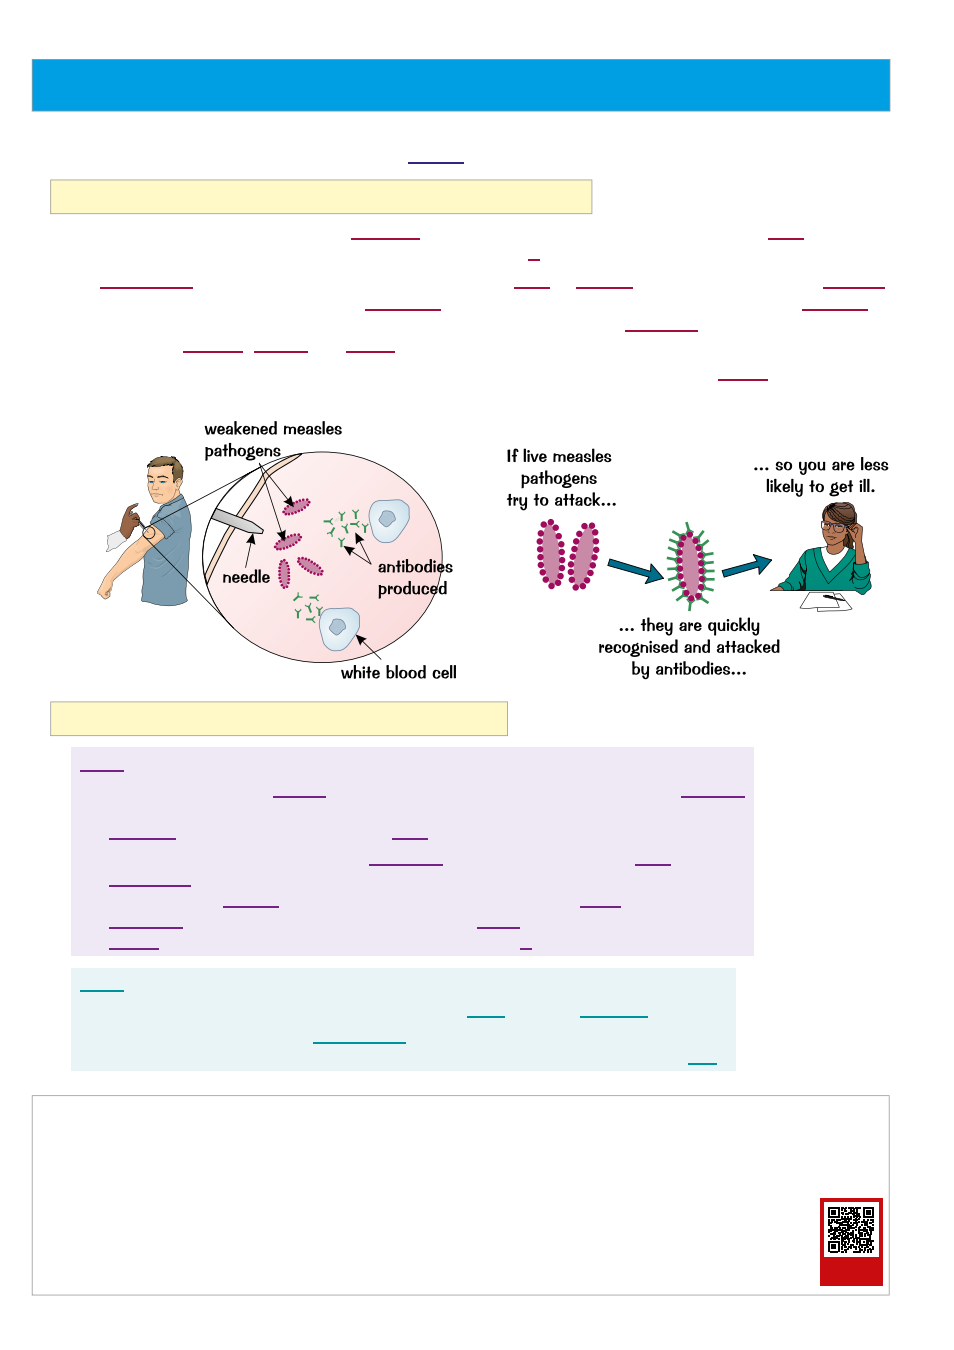 weakened measles
pathogens
needle
antibodies
produced
white blood cell
If live measles
pathogens
try to attack...
... they are quickly
recognised and attacked
by antibodies...
... so you are less
likely to get ill.